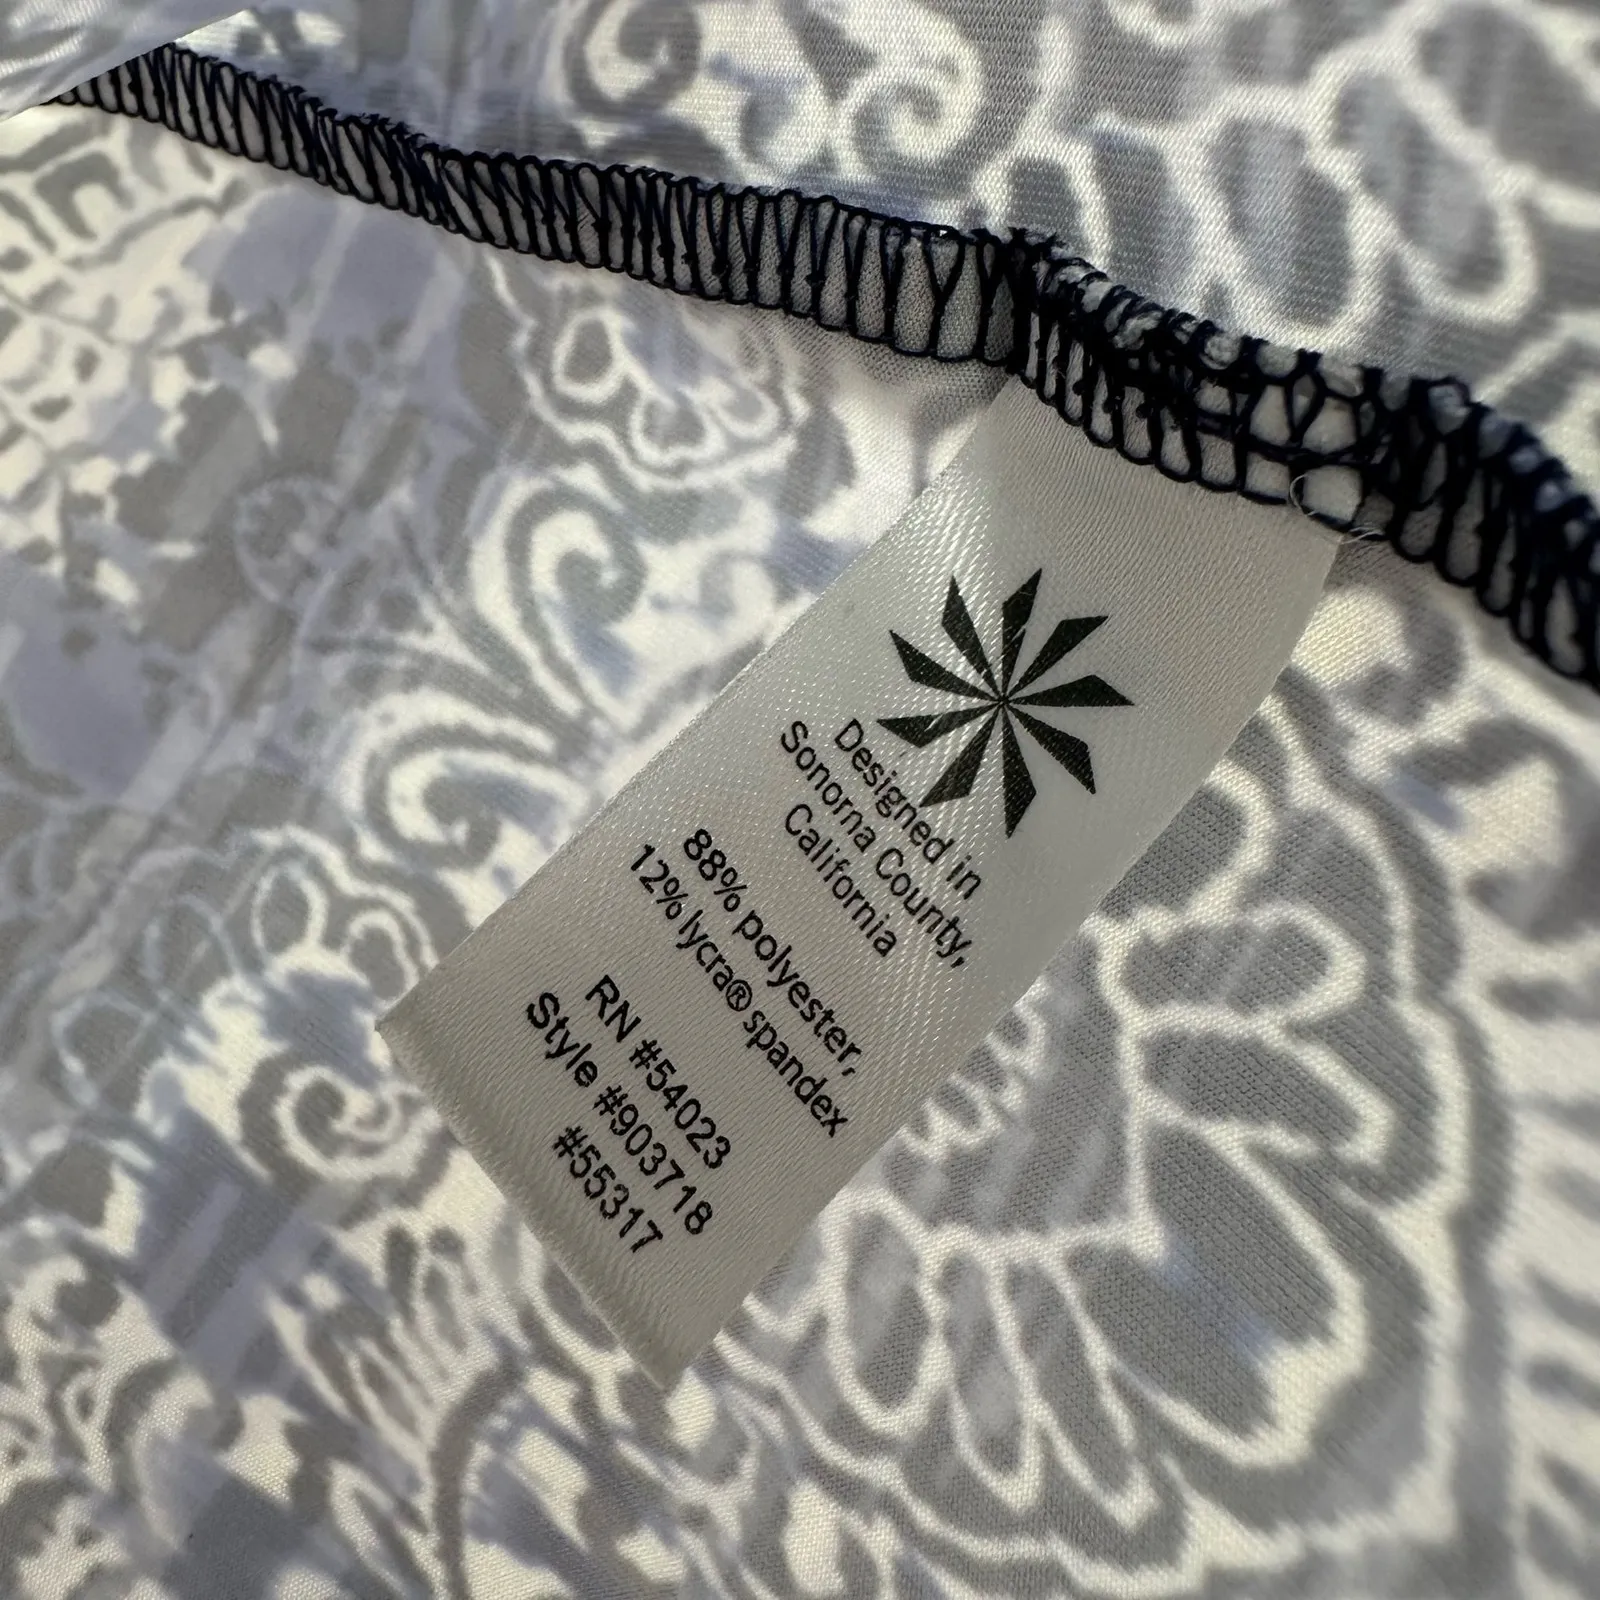 Designed in
Sonorna County,
California
88% polyester,
12% lycra® spandex
RN #54023
Style #903718
#55317